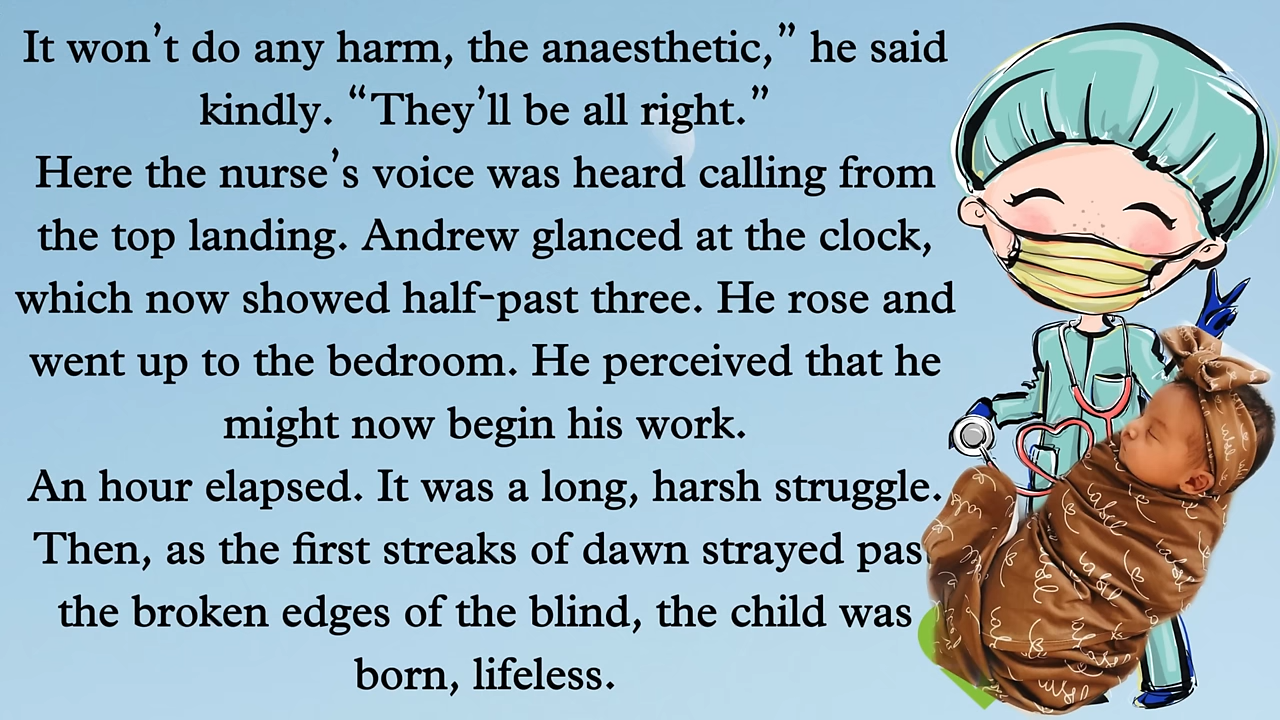 It won’t do any harm, the anaesthetic,” he said
kindly. “They’ll be all right.”
Here the nurse’s voice was heard calling from
the top landing. Andrew glanced at the clock,
which now showed half-past three. He rose and
went up to the bedroom. He perceived that he
might now begin his work.
An hour elapsed. It was a long, harsh struggle.
Then, as the first streaks of dawn strayed past
the broken edges of the blind, the child was
born, lifeless.